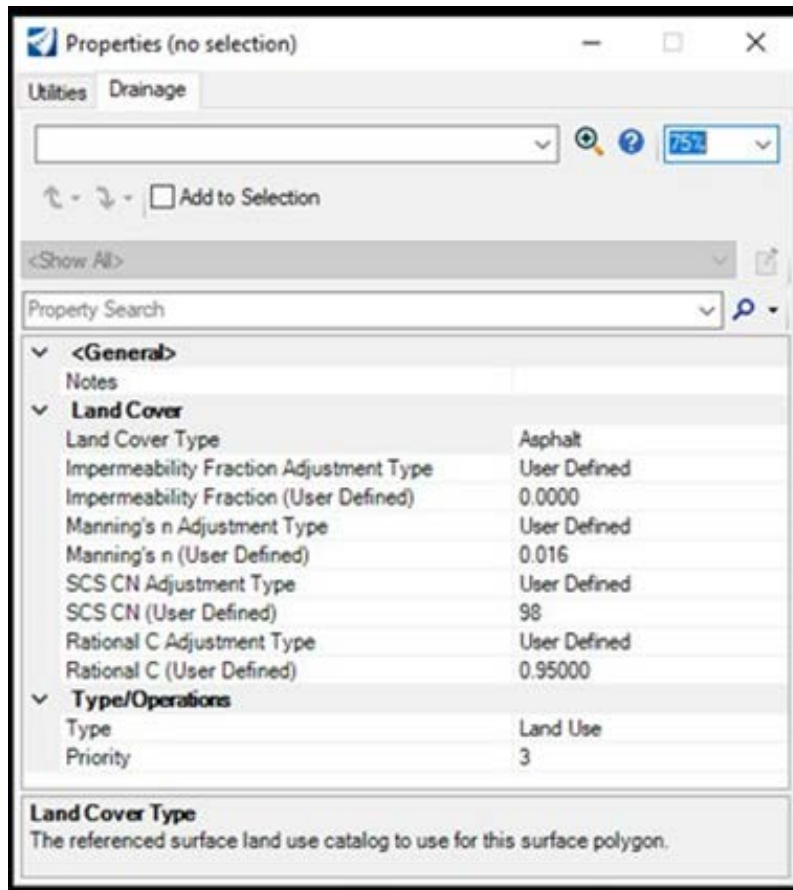 Properties (no selection)
Utilities Drainage
75%
Add to Selection
<Show All>
Property Search
<General>
Notes
Land Cover
Land Cover Type Asphalt
Impermeability Fraction Adjustment Type User Defined
Impermeability Fraction (User Defined) 0.0000
Manning's n Adjustment Type User Defined
Manning's n (User Defined) 0.016
SCS CN Adjustment Type User Defined
SCS CN (User Defined) 98
Rational C Adjustment Type User Defined
Rational C (User Defined) 0.95000
Type/Operations
Type Land Use
Priority 3
Land Cover Type
The referenced surface land use catalog to use for this surface polygon.